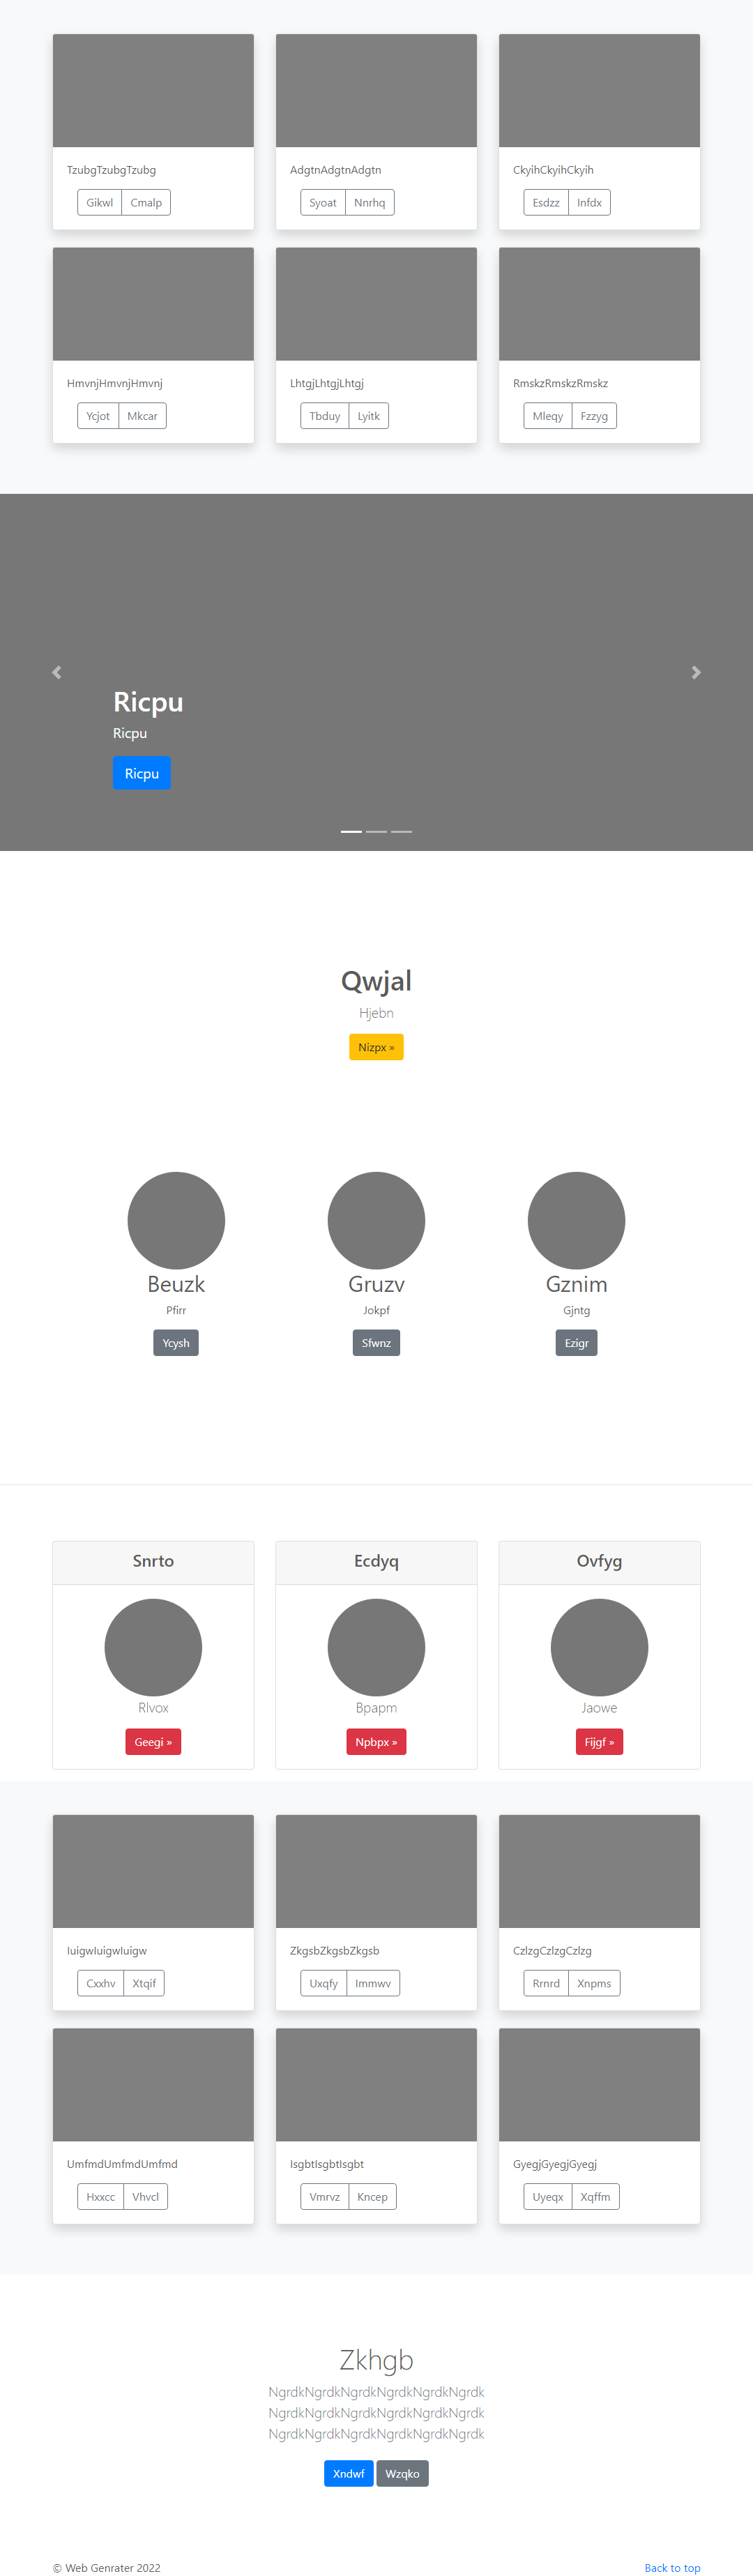 TzubgTzubgTzubg
AdgtnAdgtnAdgtn
CkyihCkyihCkyih
Gikwl Cmalp
Syoat Nnrhq
Esdzz Infdx
HmvnjHmvnjHmvnj
LhtgjLhtgjLhtgj
RmskzRmskzRmskz
Ycjot Mkcar
Tbduy Lyitk
Mleqy Fzzyg
Ricpu
Ricpu
Ricpu
Qwjal
Hjebn
Nizpx »
Beuzk
Gruzv
Gznim
Pfirr
Jokpf
Gjntg
Ycysh
Sfwnz
Ezigr
Snrto
Ecdyq
Ovfyg
Rlvox
Bpapm
Jaowe
Geegi »
Npbpx »
Fijgf »
IuigwIuigwIuigw
ZkgsbZkgsbZkgsb
CzlzgCzlzgCzlzg
Cxxhv Xtqif
Uxqfy Immwv
Rrnrd Xnpms
UmfmdUmfmdUmfmd
IsgbtIsgbtIsgbt
GyegjGyegjGyegj
Hxxcc Vhvcl
Vmrvz Kncep
Uyeqx Xqffm
Zkhgb
NgrdkNgrdkNgrdkNgrdkNgrdkNgrdk
NgrdkNgrdkNgrdkNgrdkNgrdkNgrdk
NgrdkNgrdkNgrdkNgrdkNgrdkNgrdk
Xndwf Wzqko
© Web Genrater 2022
Back to top